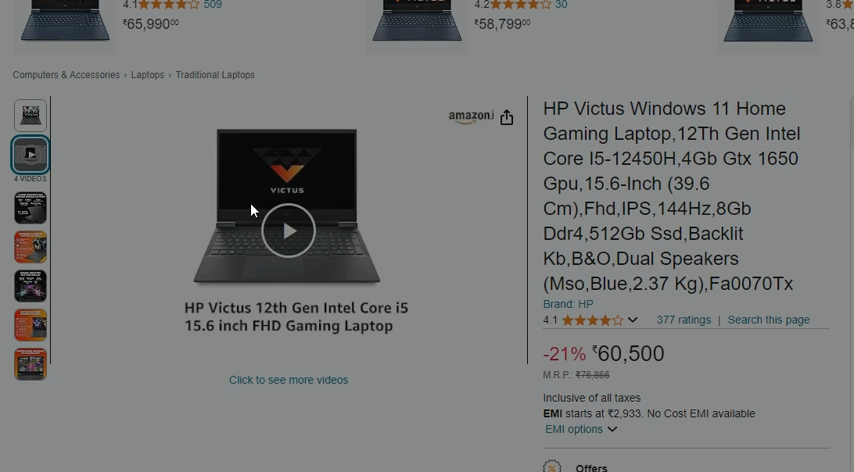 4.1 509
₹65,990⁰⁰
4.2 30
₹58,799⁰⁰
3.8
₹63,8
Computers & Accessories › Laptops › Traditional Laptops
4 VIDEOS
amazon.i
VICTUS
HP Victus 12th Gen Intel Core i5
15.6 inch FHD Gaming Laptop
Click to see more videos
HP Victus Windows 11 Home
Gaming Laptop,12Th Gen Intel
Core I5-12450H,4Gb Gtx 1650
Gpu,15.6-Inch (39.6
Cm),Fhd,IPS,144Hz,8Gb
Ddr4,512Gb Ssd,Backlit
Kb,B&O,Dual Speakers
(Mso,Blue,2.37 Kg),Fa0070Tx
Brand: HP
4.1 377 ratings | Search this page
-21% ₹60,500
M.R.P.: ₹76,866
Inclusive of all taxes
EMI starts at ₹2,933. No Cost EMI available
EMI options
Offers